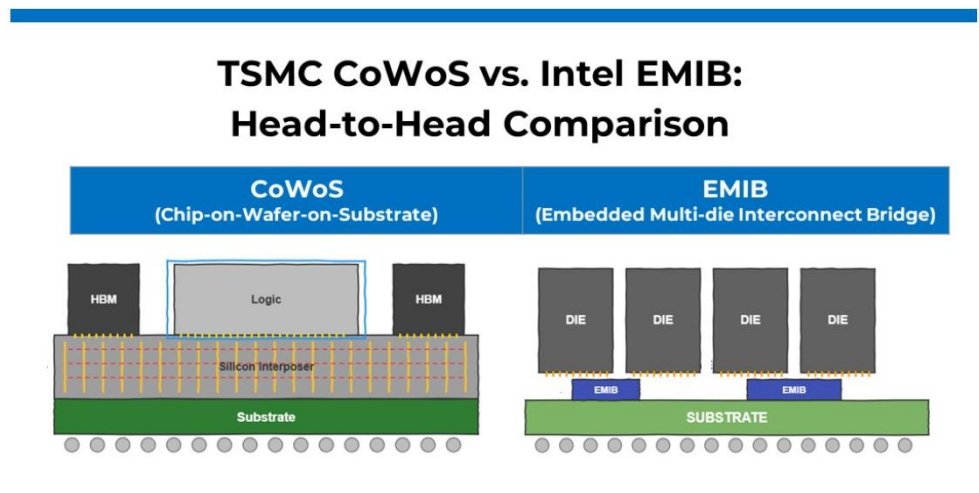 TSMC CoWoS vs. Intel EMIB:
Head-to-Head Comparison
CoWoS
(Chip-on-Wafer-on-Substrate)
EMIB
(Embedded Multi-die Interconnect Bridge)
HBM
Logic
HBM
Silicon Interposer
Substrate
DIE
DIE
DIE
DIE
EMIB
EMIB
SUBSTRATE